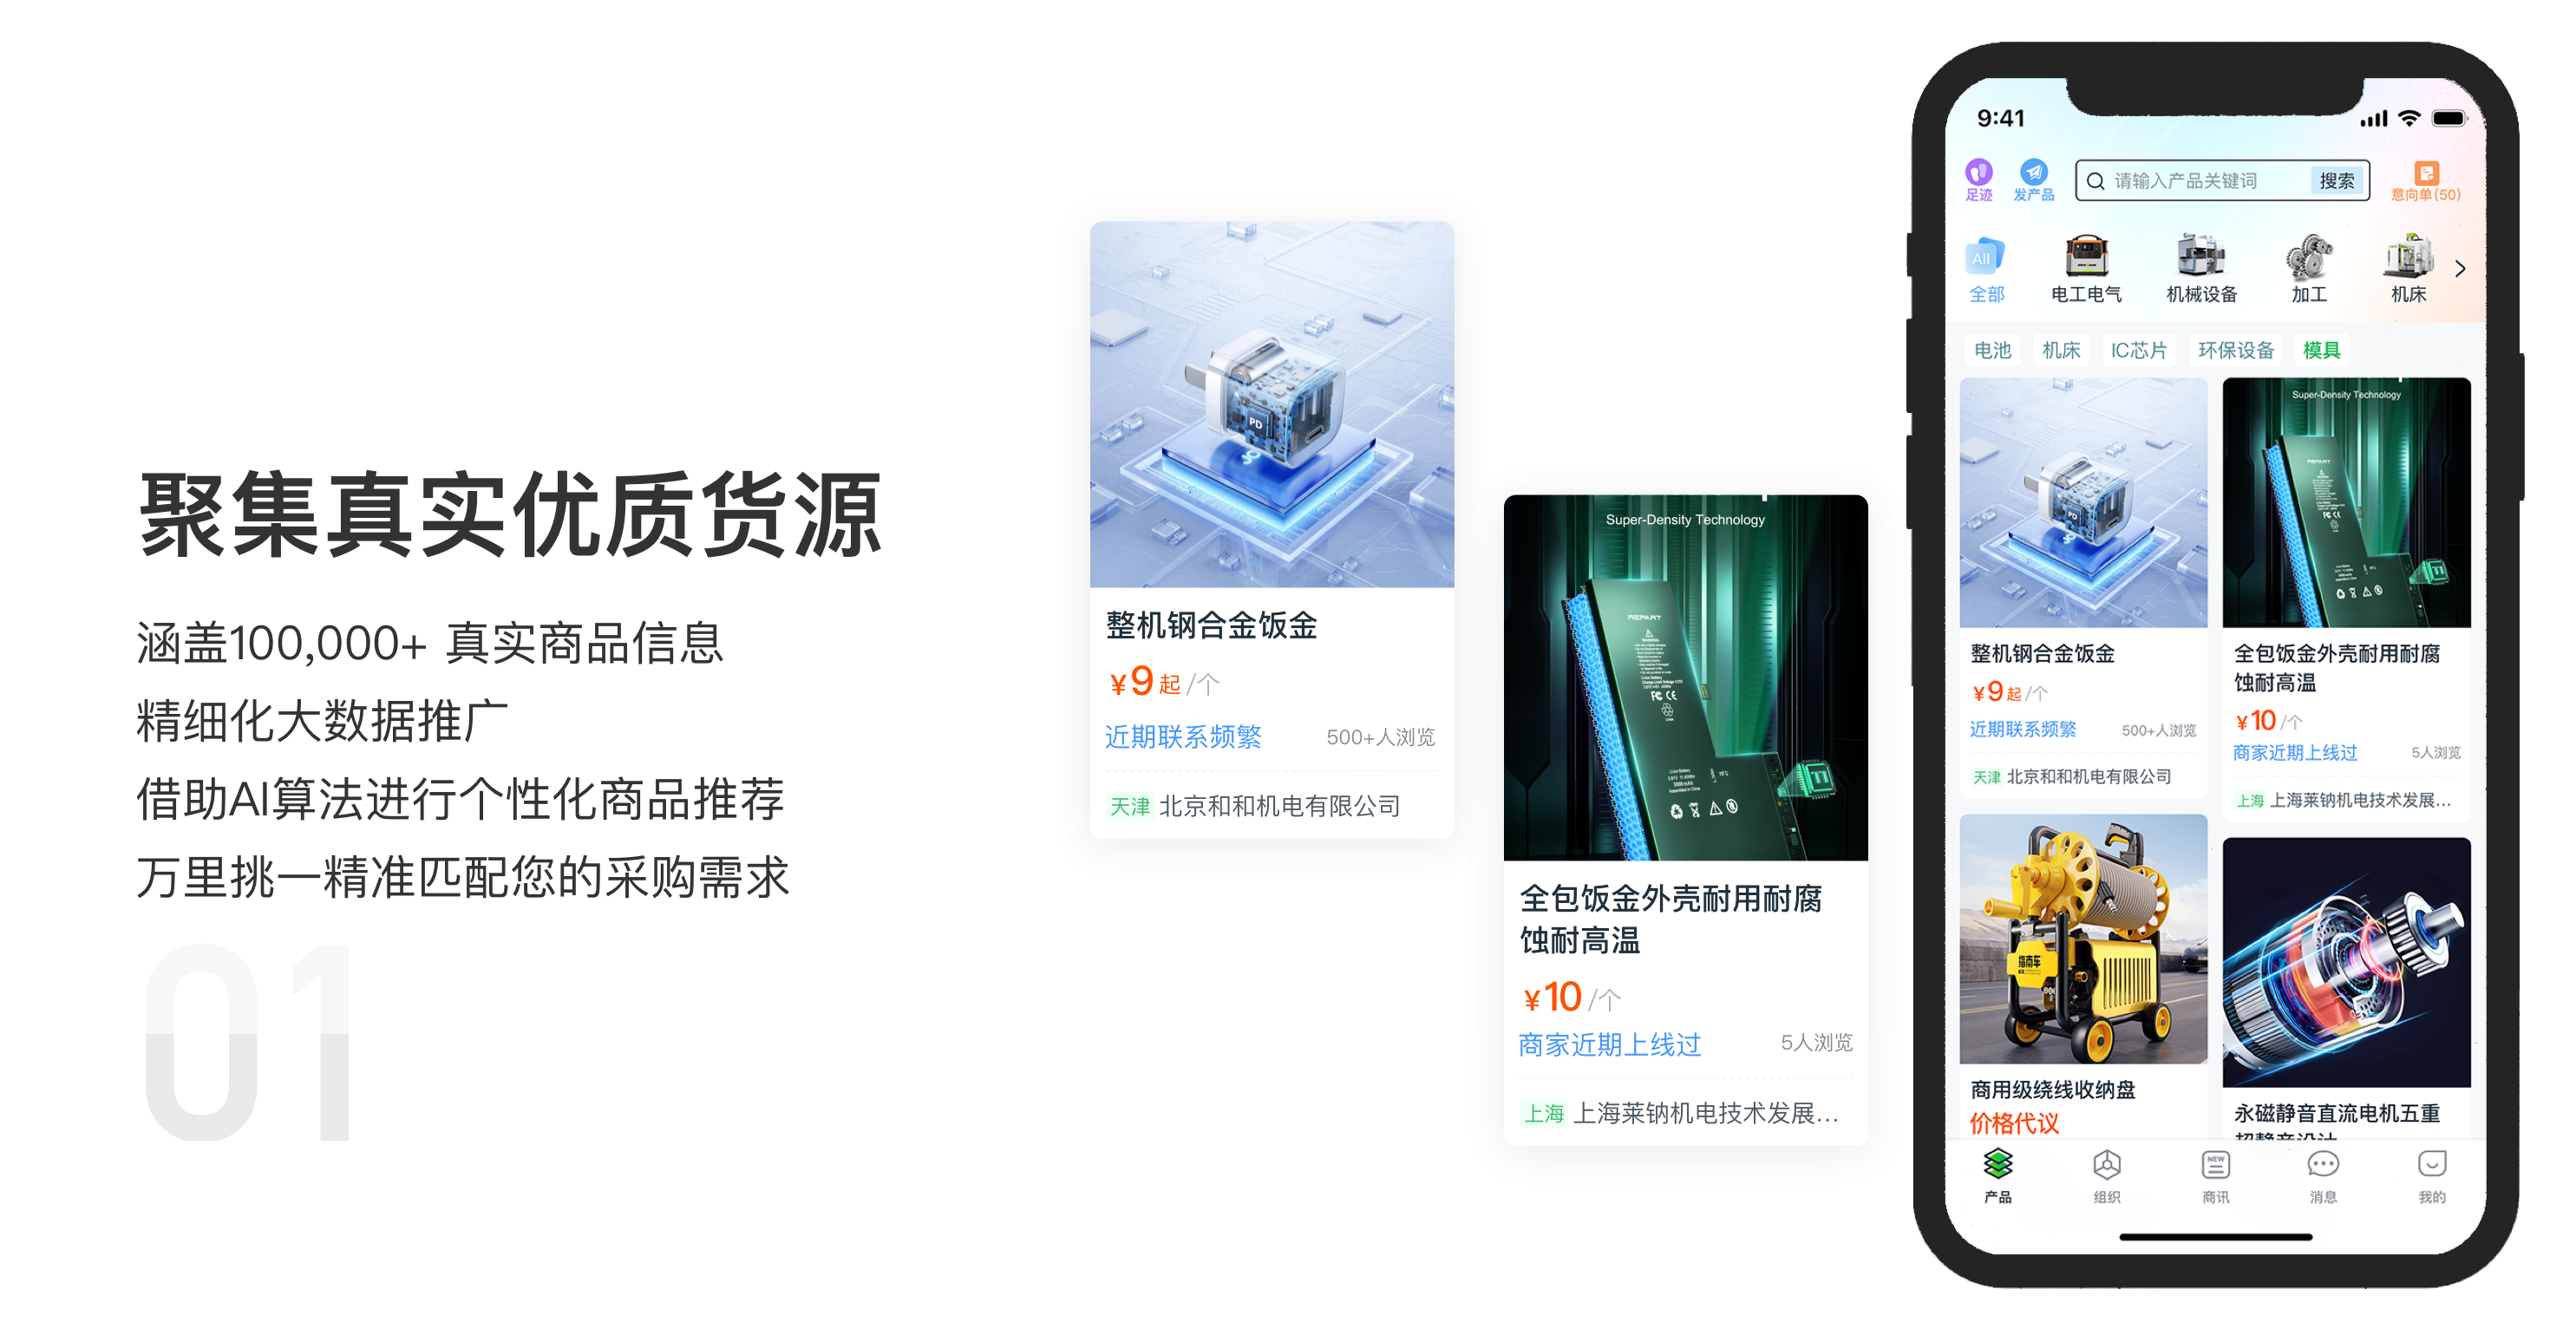 聚集真实优质货源
涵盖100,000+ 真实商品信息
精细化大数据推广
借助AI算法进行个性化商品推荐
万里挑一精准匹配您的采购需求
01
PD
整机钢合金饭金
¥9起/个
近期联系频繁 500+人浏览
天津 北京和和机电有限公司
Super-Density Technology
REPART
全包饭金外壳耐用耐腐
蚀耐高温
¥10/个
商家近期上线过 5人浏览
上海 上海莱钠机电技术发展...
9:41
足迹 发产品 请输入产品关键词 搜索 意向单(50)
All
全部 电工电气 机械设备 加工 机床
电池 机床 IC芯片 环保设备 模具
PD
整机钢合金饭金
¥9起/个
近期联系频繁 500+人浏览
天津 北京和和机电有限公司
Super-Density Technology
REPART
全包饭金外壳耐用耐腐
蚀耐高温
¥10/个
商家近期上线过 5人浏览
上海 上海莱钠机电技术发展...
指南车
商用级绕线收纳盘
价格代议
永磁静音直流电机五重
超静音设计
NEW
产品 组织 商讯 消息 我的